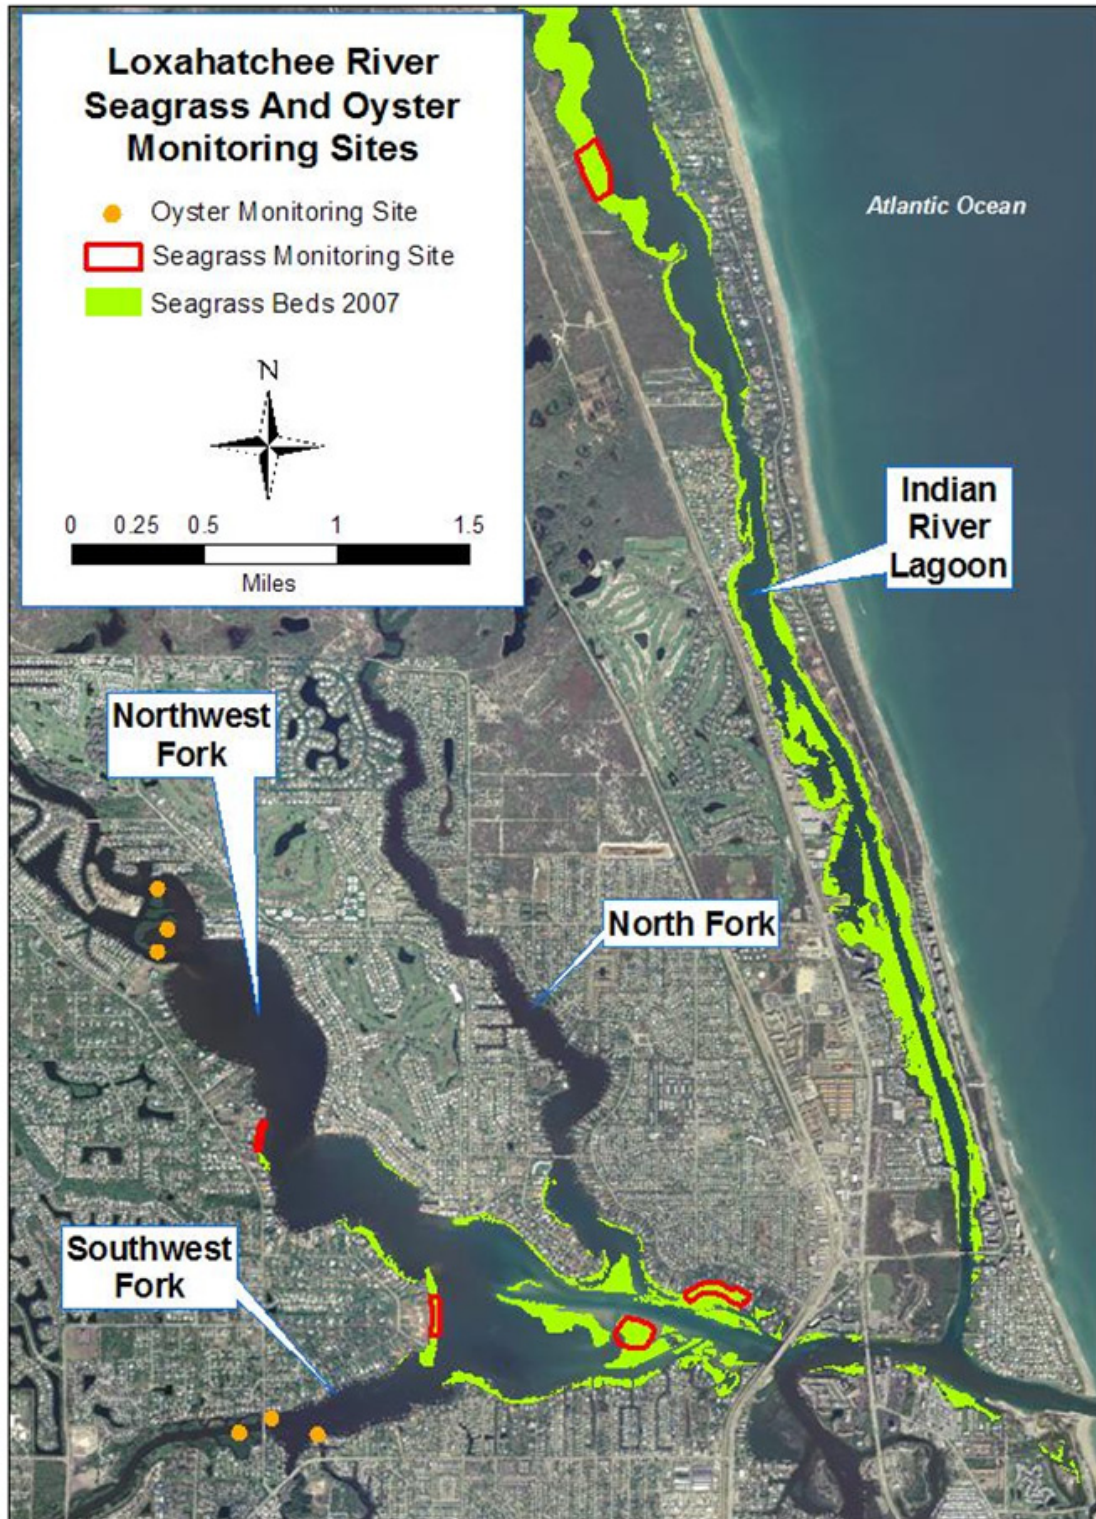 Loxahatchee River
Seagrass And Oyster
Monitoring Sites
Oyster Monitoring Site
Seagrass Monitoring Site
Seagrass Beds 2007
N
0 0.25 0.5 1 1.5
Miles
Atlantic Ocean
Indian
River
Lagoon
Northwest
Fork
North Fork
Southwest
Fork